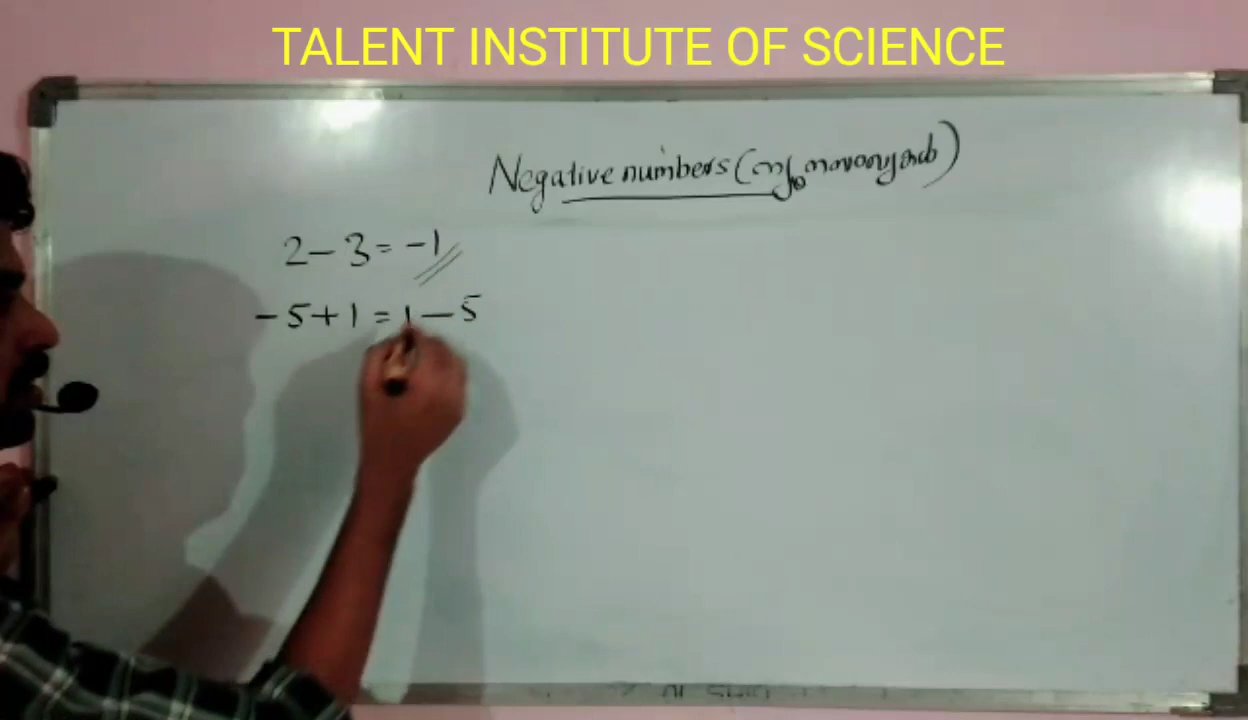 TALENT INSTITUTE OF SCIENCE
Negative numbers (ന്യൂനസംഖ്യകൾ)
2 - 3 = -1
- 5 + 1 = 1 - 5